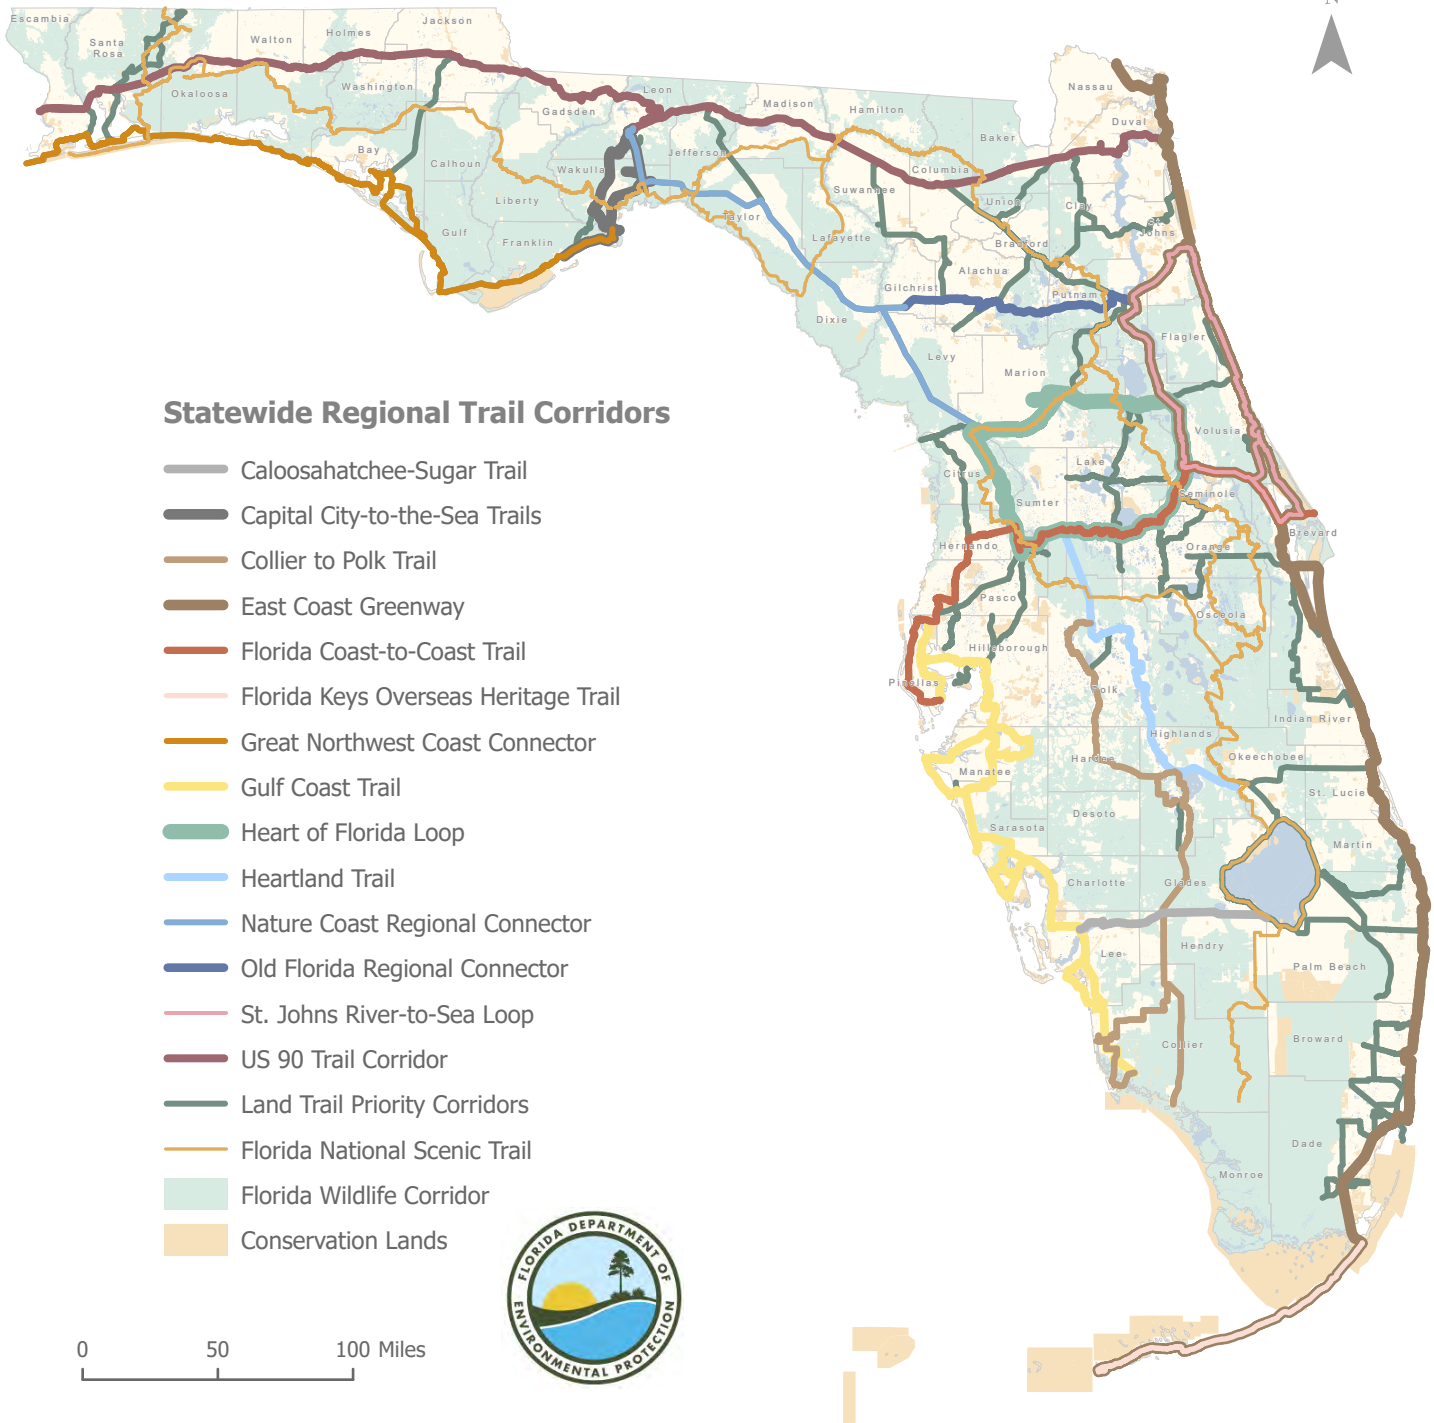 N
Escambia
Santa
Rosa
Okaloosa
Walton
Holmes
Washington
Jackson
Bay
Calhoun
Gulf
Liberty
Franklin
Gadsden
Leon
Wakulla
Jefferson
Madison
Taylor
Hamilton
Suwannee
Lafayette
Dixie
Columbia
Baker
Nassau
Duval
Union
Bradford
Clay
St.
Johns
Alachua
Gilchrist
Putnam
Levy
Marion
Flagler
Volusia
Citrus
Sumter
Lake
Seminole
Hernando
Orange
Brevard
Pasco
Osceola
Hillsborough
Pinellas
Polk
Indian River
Manatee
Hardee
Highlands
Okeechobee
St. Lucie
Sarasota
Desoto
Martin
Charlotte
Glades
Lee
Hendry
Palm Beach
Collier
Broward
Dade
Monroe
Statewide Regional Trail Corridors
Caloosahatchee-Sugar Trail
Capital City-to-the-Sea Trails
Collier to Polk Trail
East Coast Greenway
Florida Coast-to-Coast Trail
Florida Keys Overseas Heritage Trail
Great Northwest Coast Connector
Gulf Coast Trail
Heart of Florida Loop
Heartland Trail
Nature Coast Regional Connector
Old Florida Regional Connector
St. Johns River-to-Sea Loop
US 90 Trail Corridor
Land Trail Priority Corridors
Florida National Scenic Trail
Florida Wildlife Corridor
Conservation Lands
FLORIDA DEPARTMENT OF
ENVIRONMENTAL PROTECTION
0 50 100 Miles